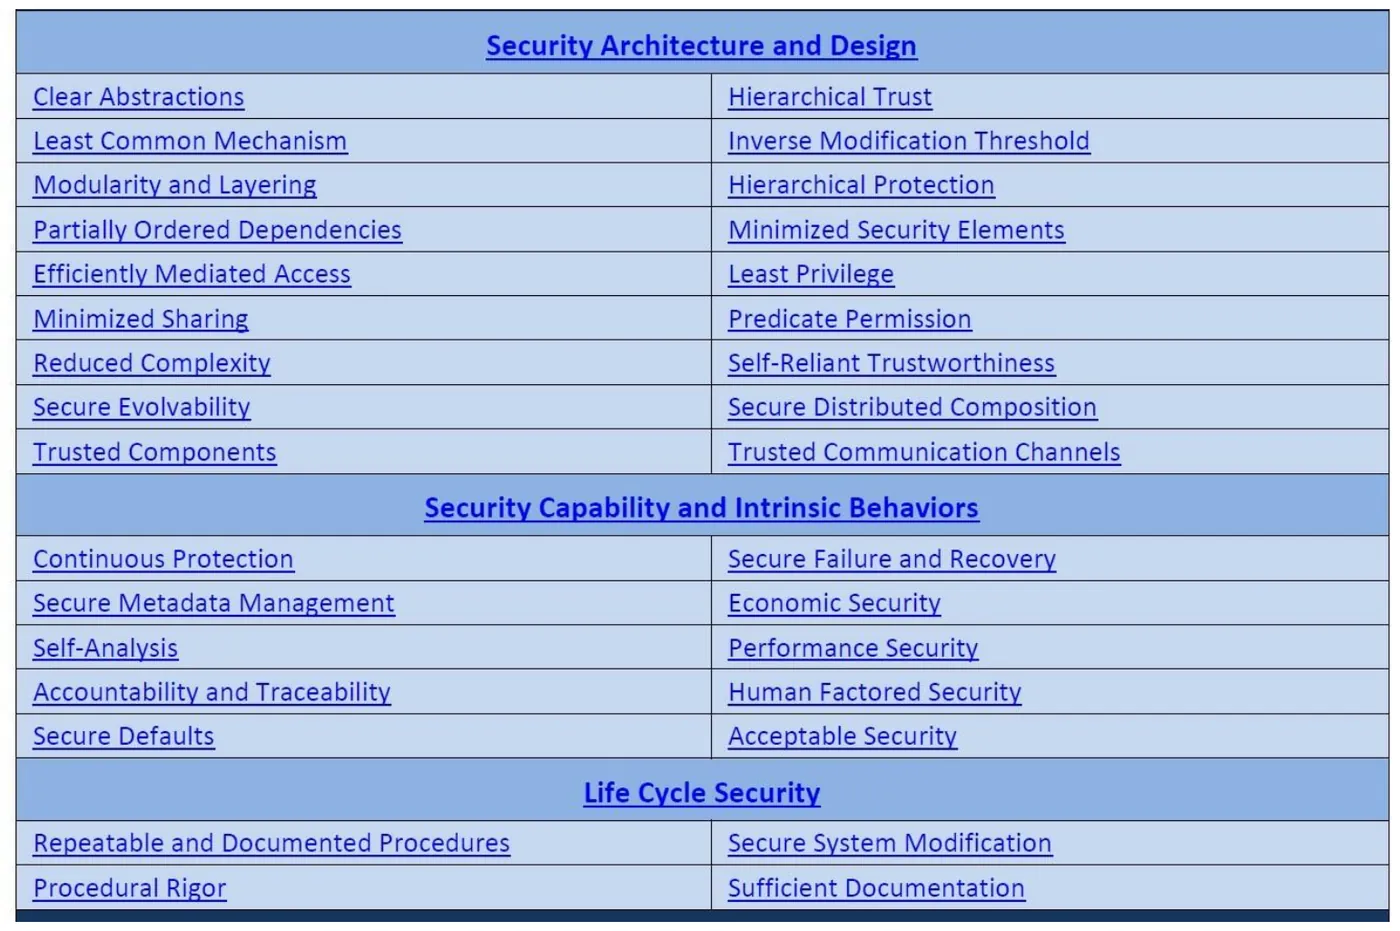 Security Architecture and Design
Clear Abstractions
Hierarchical Trust
Least Common Mechanism
Inverse Modification Threshold
Modularity and Layering
Hierarchical Protection
Partially Ordered Dependencies
Minimized Security Elements
Efficiently Mediated Access
Least Privilege
Minimized Sharing
Predicate Permission
Reduced Complexity
Self-Reliant Trustworthiness
Secure Evolvability
Secure Distributed Composition
Trusted Components
Trusted Communication Channels
Security Capability and Intrinsic Behaviors
Continuous Protection
Secure Failure and Recovery
Secure Metadata Management
Economic Security
Self-Analysis
Performance Security
Accountability and Traceability
Human Factored Security
Secure Defaults
Acceptable Security
Life Cycle Security
Repeatable and Documented Procedures
Secure System Modification
Procedural Rigor
Sufficient Documentation